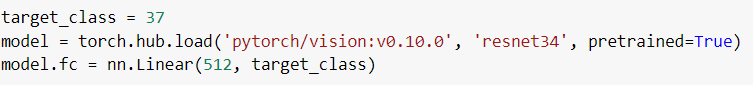 target_class = 37
model = torch.hub.load('pytorch/vision:v0.10.0', 'resnet34', pretrained=True)
model.fc = nn.Linear(512, target_class)